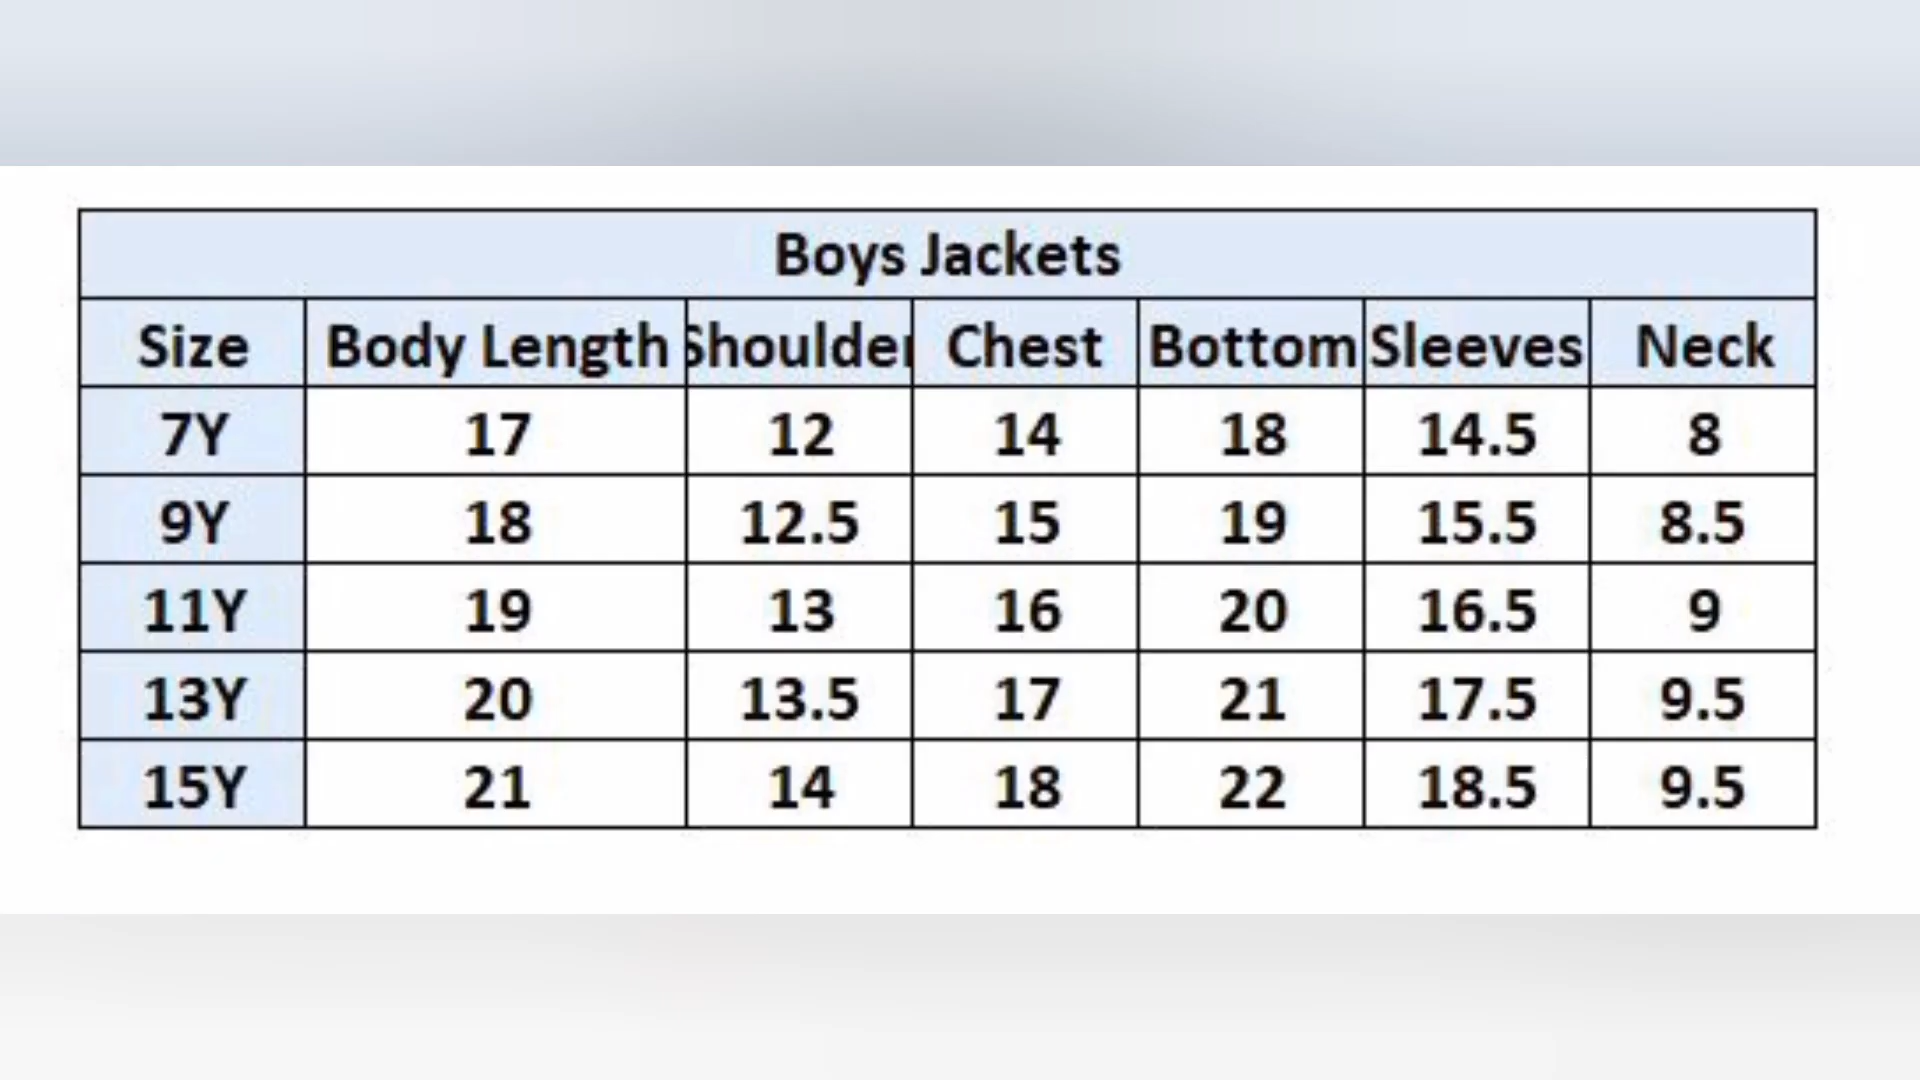 Boys Jackets
Size Body Length Shoulder Chest Bottom Sleeves Neck
7Y 17 12 14 18 14.5 8
9Y 18 12.5 15 19 15.5 8.5
11Y 19 13 16 20 16.5 9
13Y 20 13.5 17 21 17.5 9.5
15Y 21 14 18 22 18.5 9.5